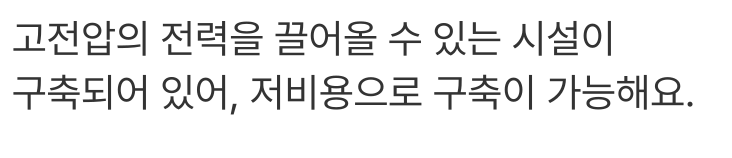 고전압의 전력을 끌어올 수 있는 시설이
구축되어 있어, 저비용으로 구축이 가능해요.